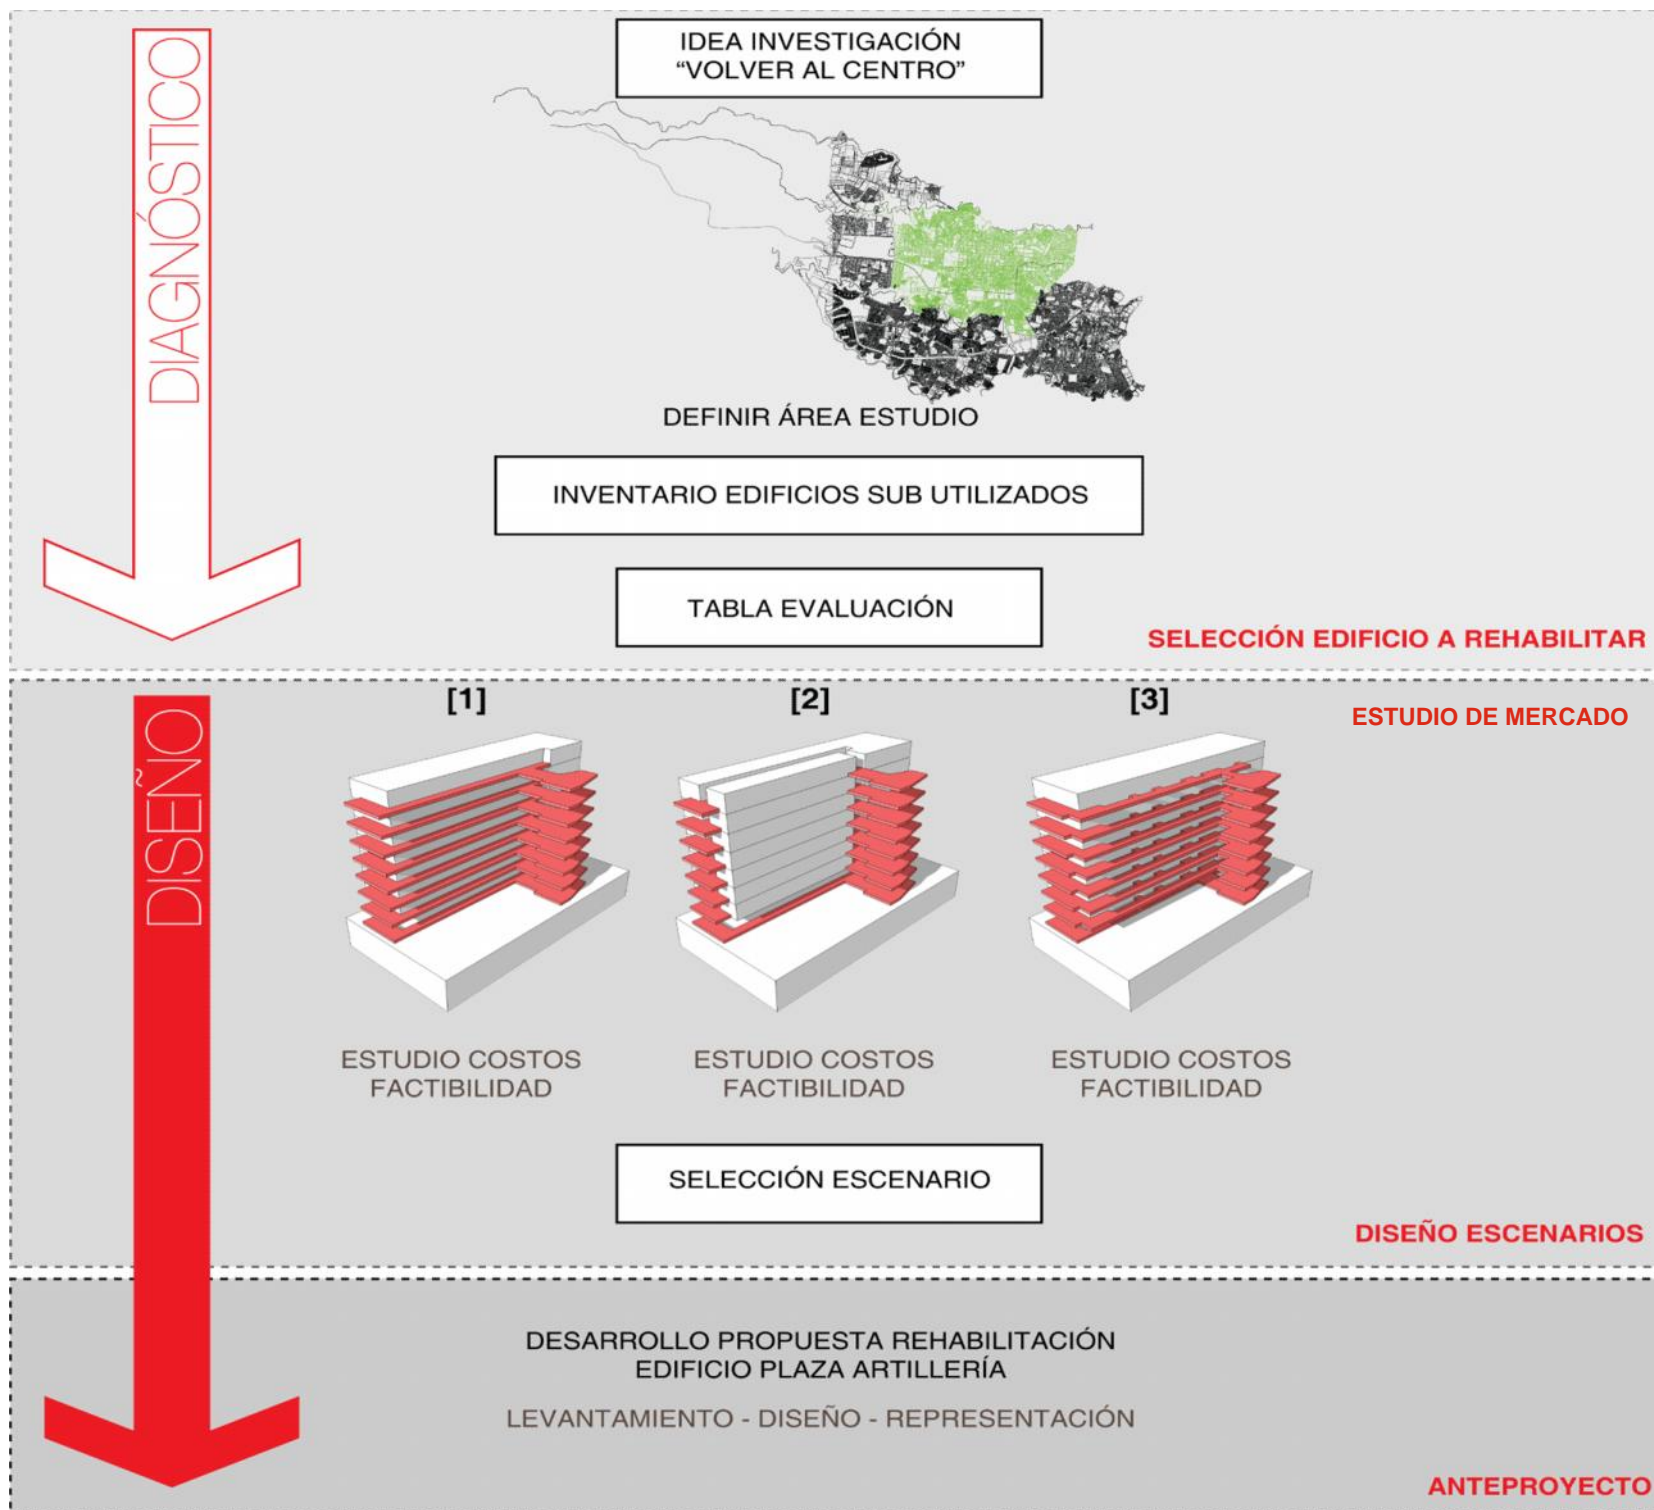 DIAGNÓSTICO
IDEA INVESTIGACIÓN
“VOLVER AL CENTRO”
DEFINIR ÁREA ESTUDIO
INVENTARIO EDIFICIOS SUB UTILIZADOS
TABLA EVALUACIÓN
SELECCIÓN EDIFICIO A REHABILITAR
DISEÑO
[1]
[2]
[3]
ESTUDIO DE MERCADO
ESTUDIO COSTOS
FACTIBILIDAD
ESTUDIO COSTOS
FACTIBILIDAD
ESTUDIO COSTOS
FACTIBILIDAD
SELECCIÓN ESCENARIO
DISEÑO ESCENARIOS
DESARROLLO PROPUESTA REHABILITACIÓN
EDIFICIO PLAZA ARTILLERÍA
LEVANTAMIENTO - DISEÑO - REPRESENTACIÓN
ANTEPROYECTO